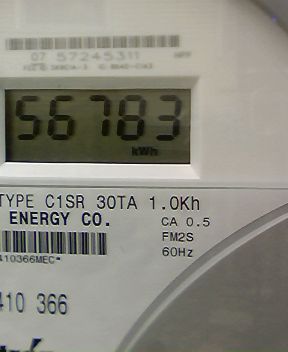 07 57245311
56783
kWh
TYPE C1SR 30TA 1.0Kh
ENERGY CO. CA 0.5
FM2S
410366MEC* 60Hz
410 366